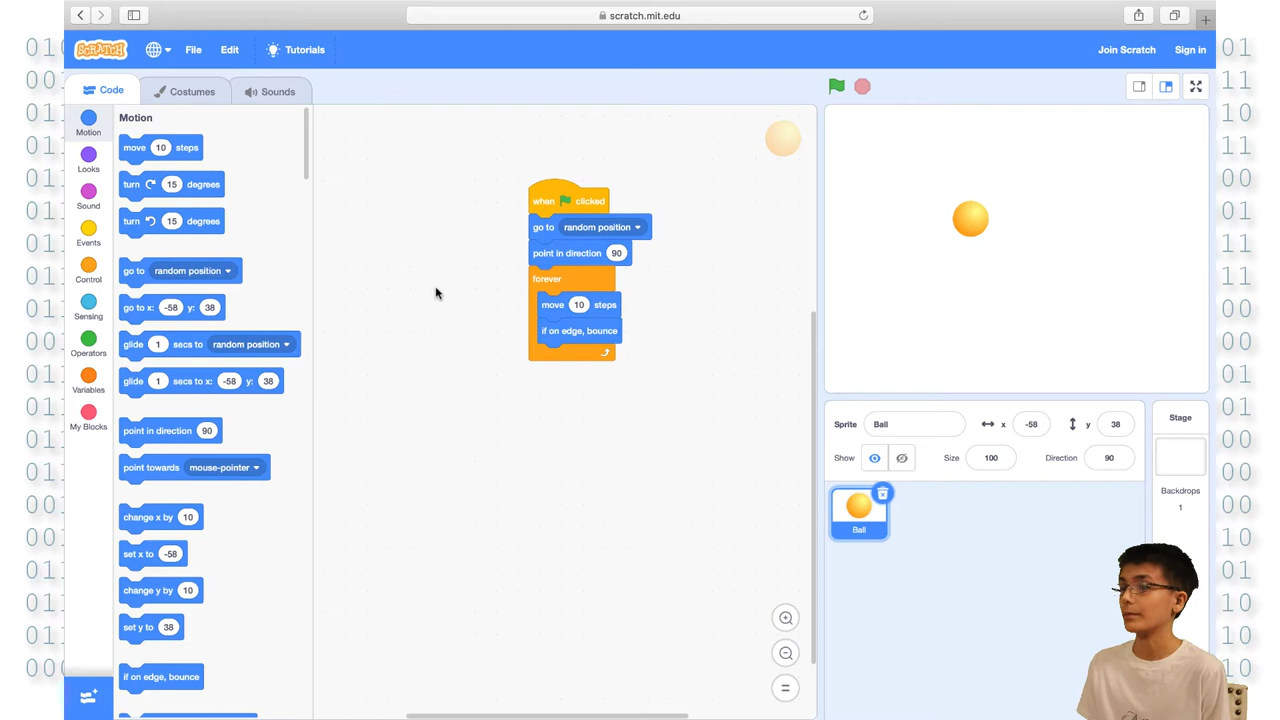 scratch.mit.edu
SCRATCH
File
Edit
Tutorials
Join Scratch
Sign in
Code
Costumes
Sounds
Motion
Looks
Sound
Events
Control
Sensing
Operators
Variables
My Blocks
Motion
move 10 steps
turn 15 degrees
turn 15 degrees
go to random position
go to x: -58 y: 38
glide 1 secs to random position
glide 1 secs to x: -58 y: 38
point in direction 90
point towards mouse-pointer
change x by 10
set x to -58
change y by 10
set y to 38
if on edge, bounce
when clicked
go to random position
point in direction 90
forever
move 10 steps
if on edge, bounce
Sprite Ball x -58 y 38
Show Size 100 Direction 90
Ball
Stage
Backdrops
1